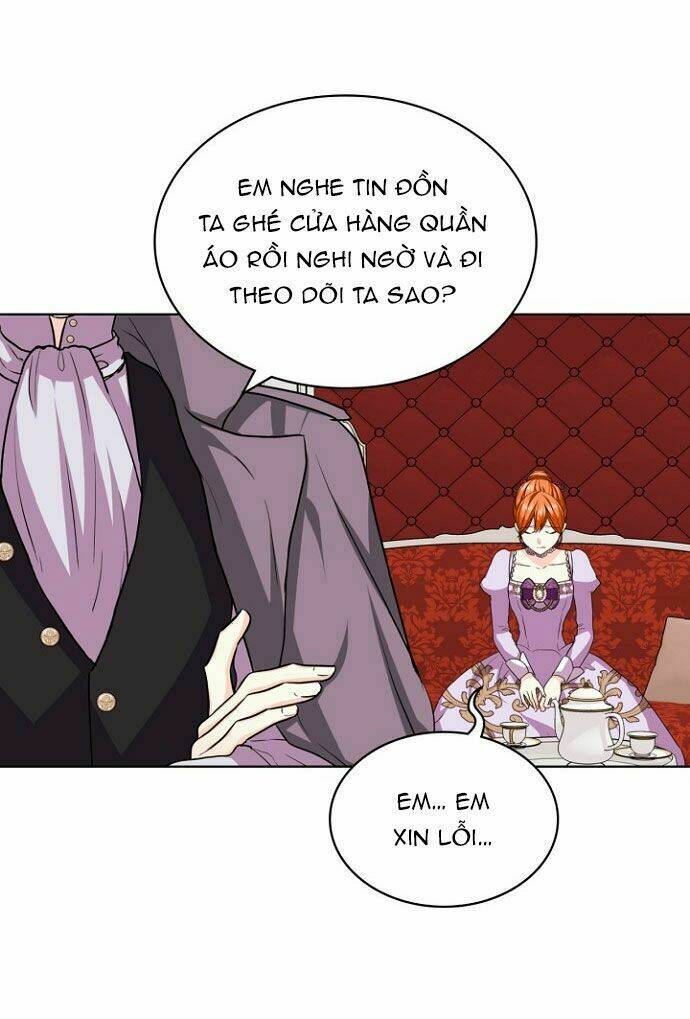 EM NGHE TIN ĐỒN
TA GHÉ CỬA HÀNG QUẦN
ÁO RỒI NGHI NGỜ VÀ ĐI
THEO DÕI TA SAO?
EM... EM
XIN LỖI...